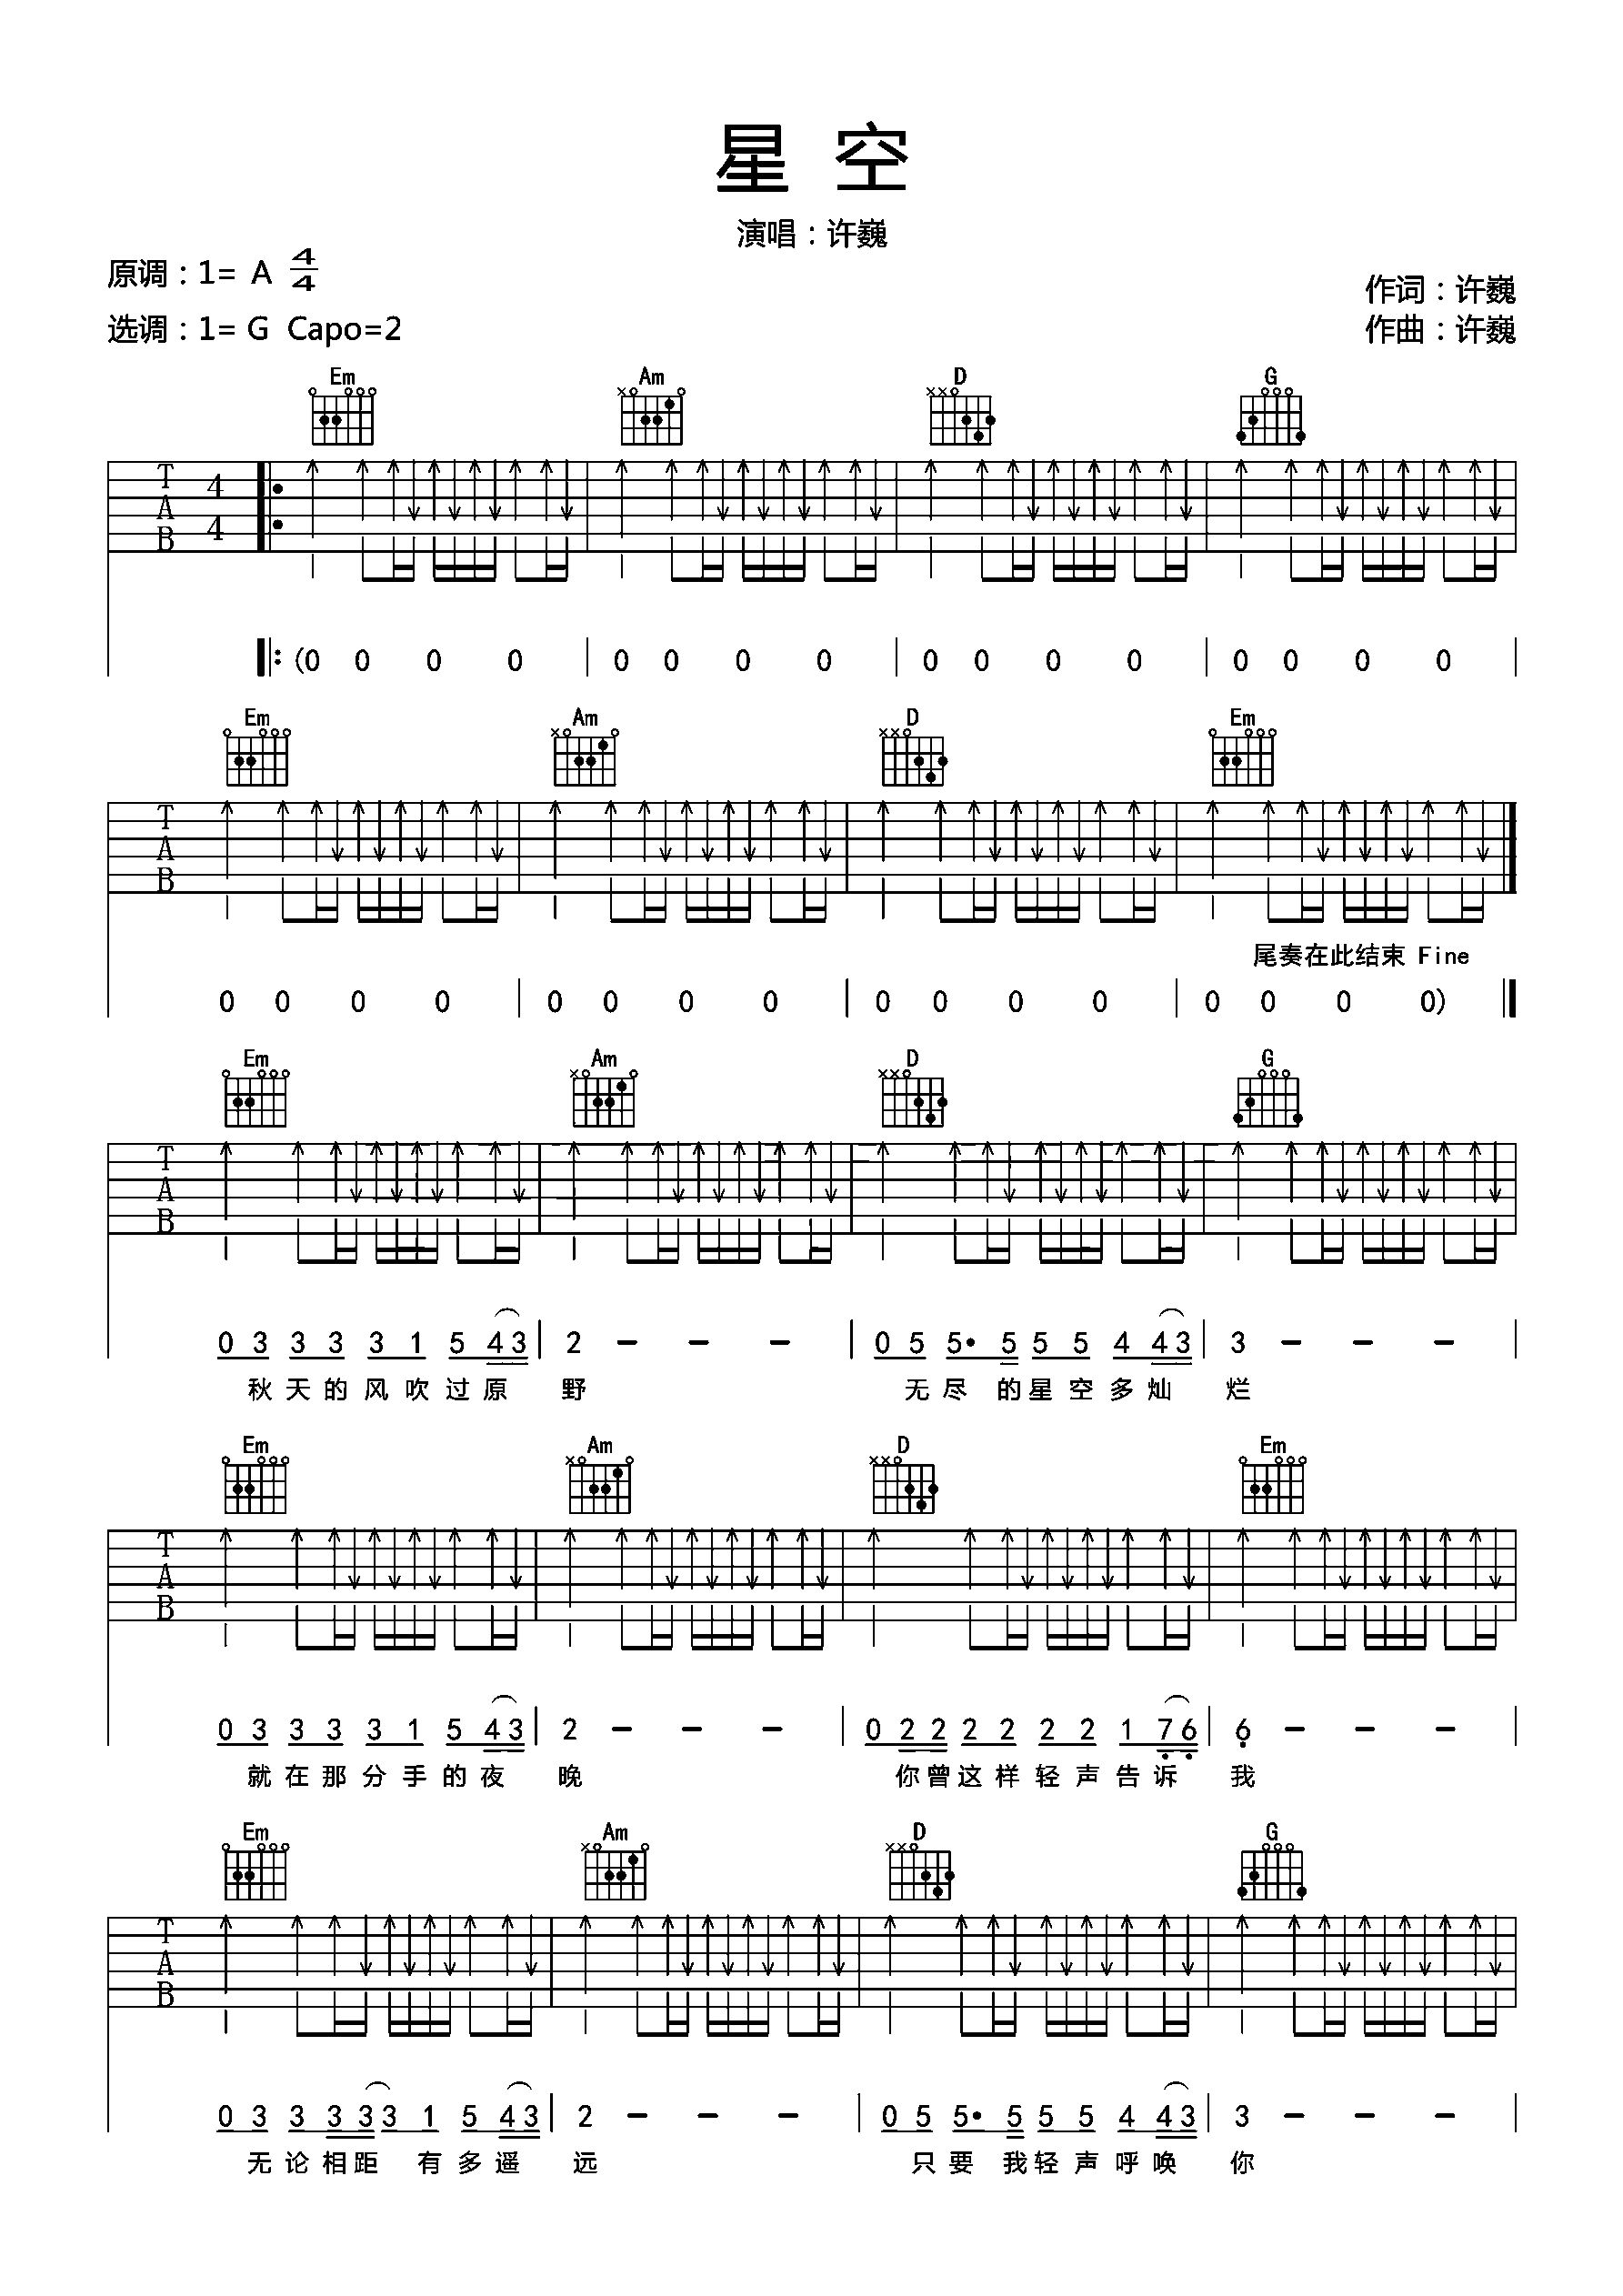 星 空
演唱：许巍
原调：1= A 4/4
作词：许巍
选调：1= G Capo=2
作曲：许巍
Em Am D G
T A B 4 4
(0 0 0 0 0 0 0 0 0 0 0 0 0 0 0 0
Em Am D Em
T A B
尾奏在此结束 Fine
0 0 0 0 0 0 0 0 0 0 0 0 0 0 0 0)
Em Am D G
T A B
0 3 3 3 3 1 5 4 3 | 2 - - - | 0 5 5· 5 5 5 4 4 3 | 3 - - - |
秋天的风吹过原 野 无尽 的星空多灿 烂
Em Am D Em
T A B
0 3 3 3 3 1 5 4 3 | 2 - - - | 0 2 2 2 2 2 2 1 7 6 | 6 - - - |
就在那分手的夜 晚 你曾这样轻声告诉 我
Em Am D G
T A B
0 3 3 3 3 3 1 5 4 3 | 2 - - - | 0 5 5· 5 5 5 4 4 3 | 3 - - - |
无论相距 有多遥 远 只要 我轻声呼唤 你